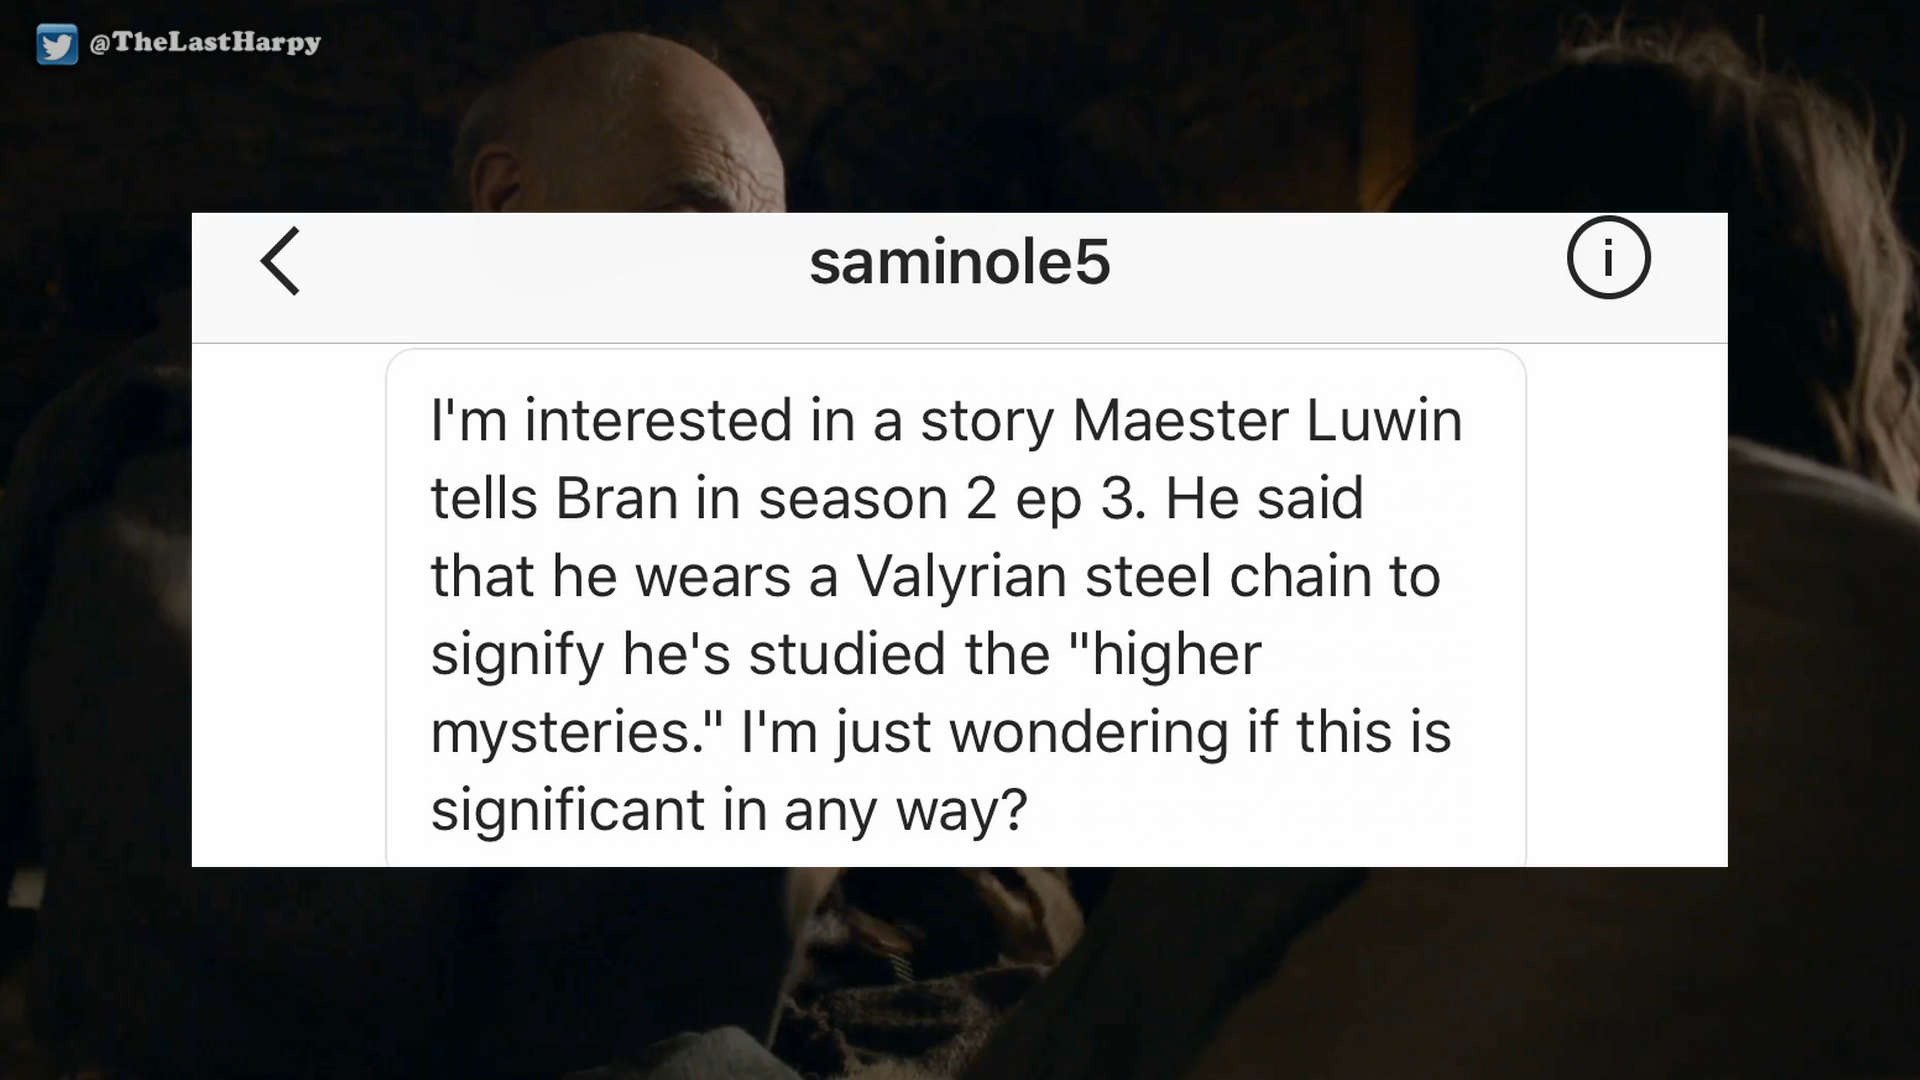 @TheLastHarpy
saminole5
I'm interested in a story Maester Luwin
tells Bran in season 2 ep 3. He said
that he wears a Valyrian steel chain to
signify he's studied the "higher
mysteries." I'm just wondering if this is
significant in any way?